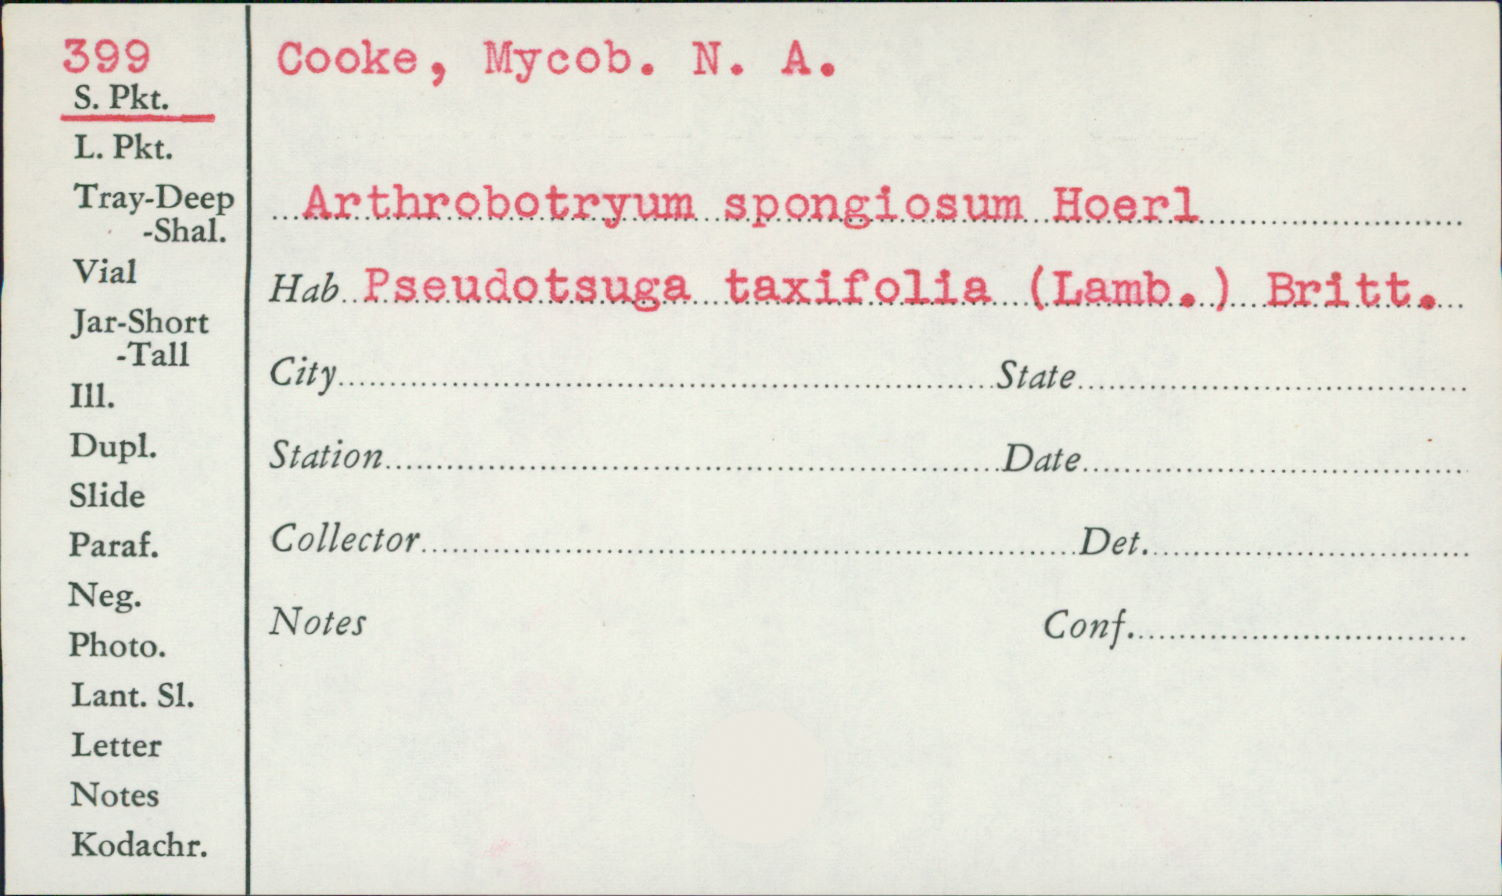 399
S. Pkt.
L. Pkt.
Tray-Deep
-Shal.
Vial
Jar-Short
-Tall
Ill.
Dupl.
Slide
Paraf.
Neg.
Photo.
Lant. Sl.
Letter
Notes
Kodachr.
Cooke, Mycob. N. A.
Arthrobotryum spongiosum Hoerl
Hab Pseudotsuga taxifolia (Lamb.) Britt.
City State
Station Date
Collector Det.
Notes Conf.